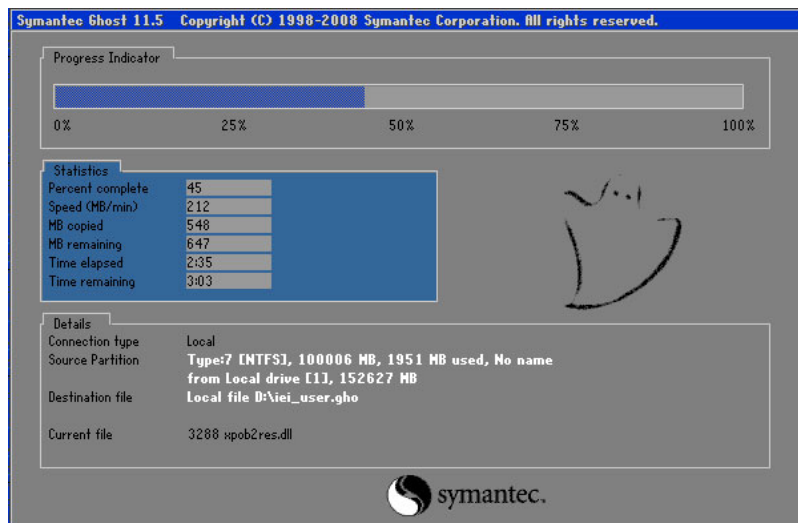 Symantec Ghost 11.5 Copyright (C) 1998-2008 Symantec Corporation. All rights reserved.
Progress Indicator
0% 25% 50% 75% 100%
Statistics
Percent complete 45
Speed (MB/min) 212
MB copied 548
MB remaining 647
Time elapsed 2:35
Time remaining 3:03
Details
Connection type Local
Source Partition Type:7 [NTFS], 100006 MB, 1951 MB used, No name
from Local drive [1], 152627 MB
Destination file Local file D:\iei_user.gho
Current file 3288 xpob2res.dll
symantec.